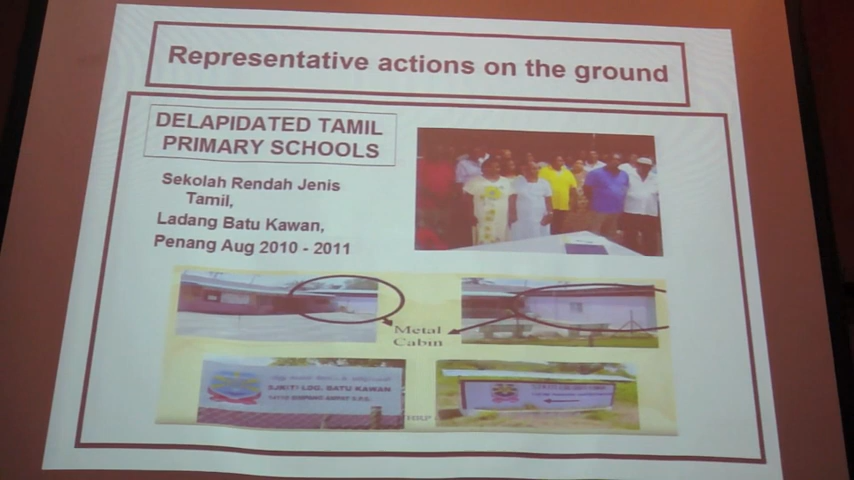 Representative actions on the ground
DELAPIDATED TAMIL
PRIMARY SCHOOLS
Sekolah Rendah Jenis
Tamil,
Ladang Batu Kawan,
Penang Aug 2010 - 2011
Metal
Cabin
SJK(T) LDG. BATU KAWAN